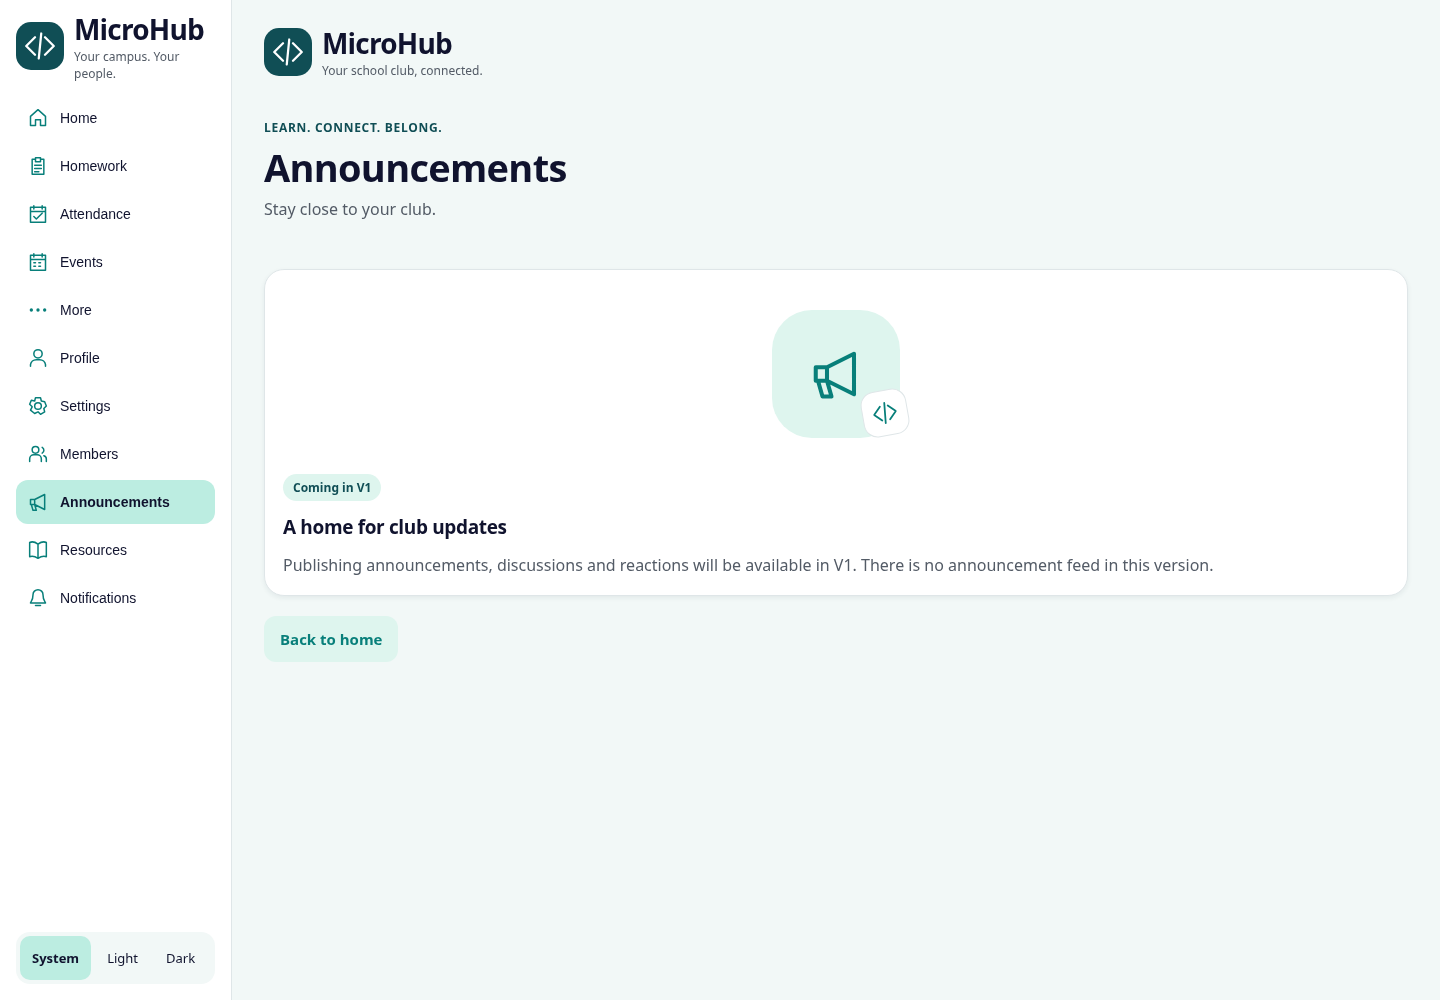 MicroHub
Your campus. Your
people.
Home
Homework
Attendance
Events
More
Profile
Settings
Members
Announcements
Resources
Notifications
System Light Dark
MicroHub
Your school club, connected.
LEARN. CONNECT. BELONG.
Announcements
Stay close to your club.
Coming in V1
A home for club updates
Publishing announcements, discussions and reactions will be available in V1. There is no announcement feed in this version.
Back to home